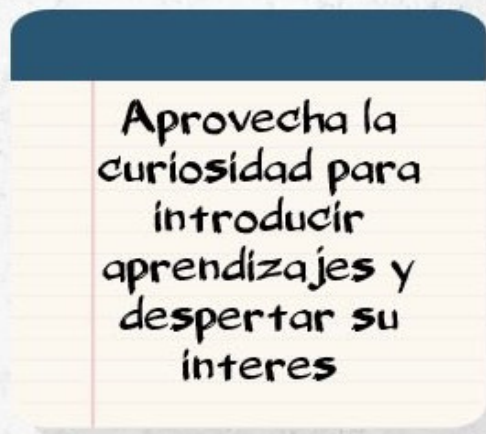 Aprovecha la
curiosidad para
introducir
aprendizajes y
despertar su
interes